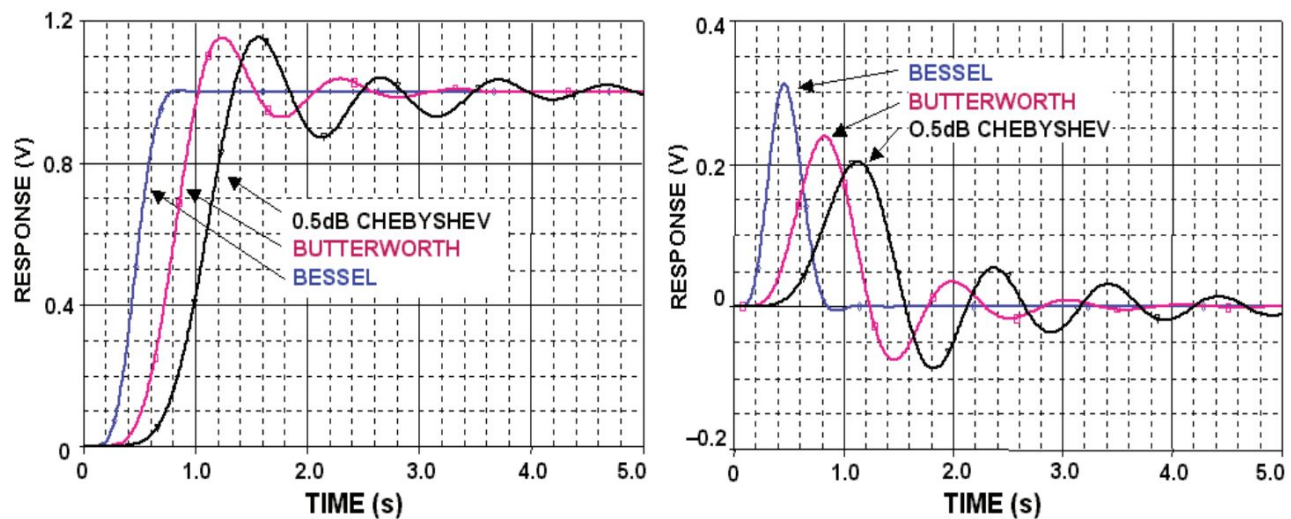 1.2
0.8
0.4
0
RESPONSE (V)
0.5dB CHEBYSHEV
BUTTERWORTH
BESSEL
0 1.0 2.0 3.0 4.0 5.0
TIME (s)
0.4
0.2
0
–0.2
RESPONSE (V)
BESSEL
BUTTERWORTH
O.5dB CHEBYSHEV
0 1.0 2.0 3.0 4.0 5.0
TIME (s)